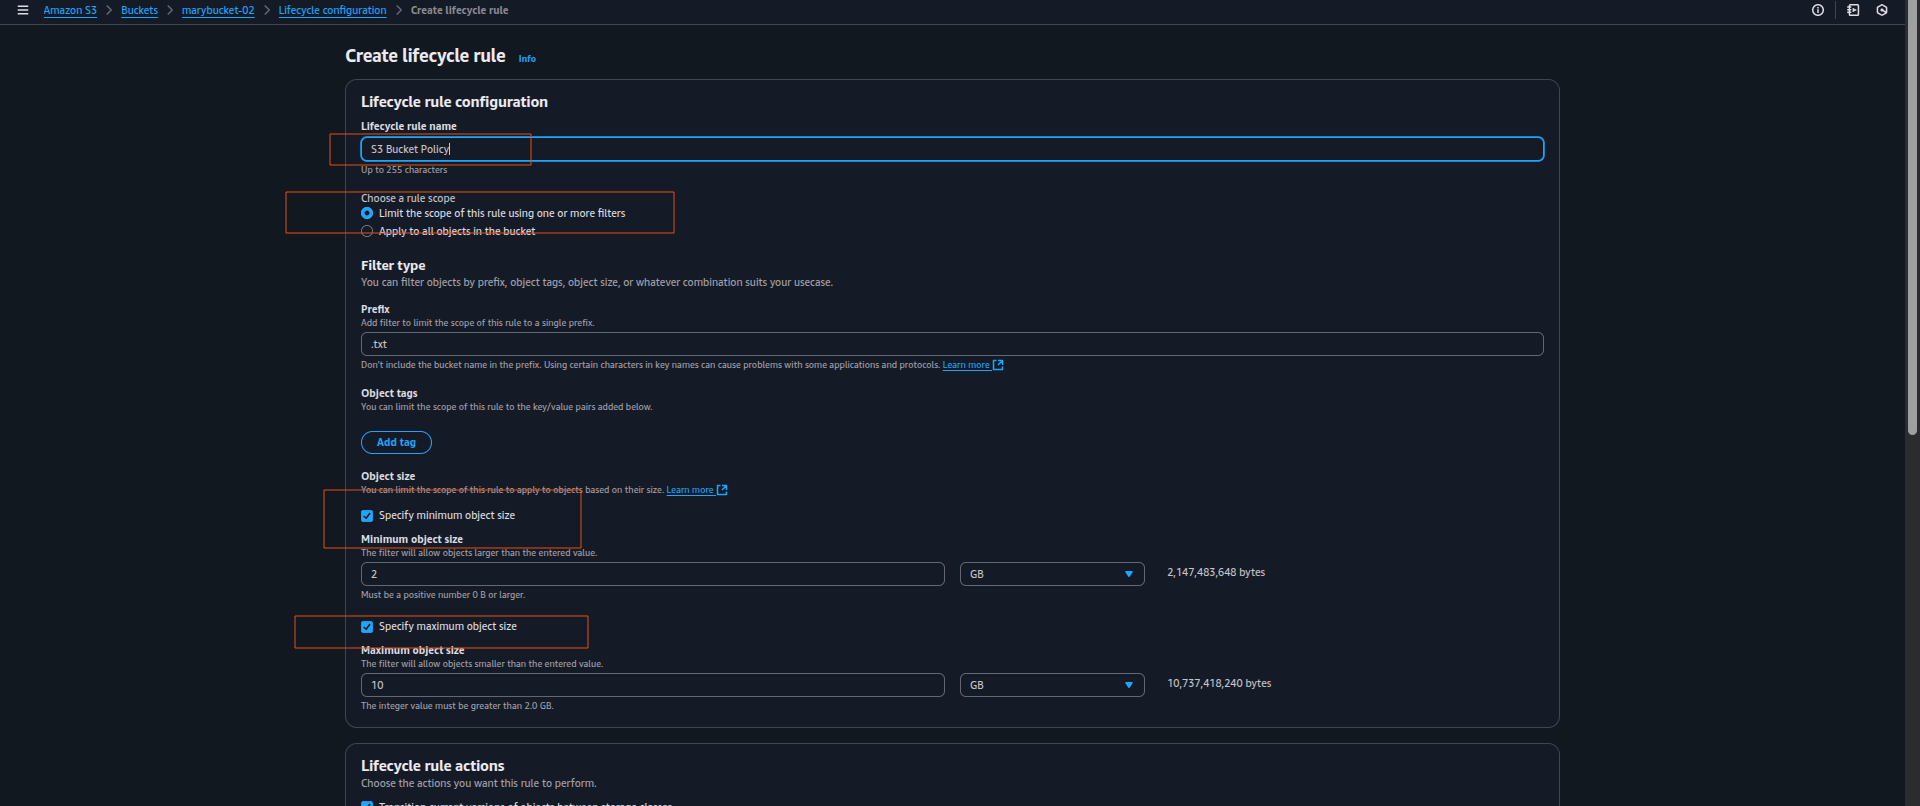 Amazon S3 > Buckets > marybucket-02 > Lifecycle configuration > Create lifecycle rule
Create lifecycle rule Info
Lifecycle rule configuration
Lifecycle rule name
S3 Bucket Policy
Up to 255 characters
Choose a rule scope
Limit the scope of this rule using one or more filters
Apply to all objects in the bucket
Filter type
You can filter objects by prefix, object tags, object size, or whatever combination suits your usecase.
Prefix
Add filter to limit the scope of this rule to a single prefix.
.txt
Don't include the bucket name in the prefix. Using certain characters in key names can cause problems with some applications and protocols. Learn more
Object tags
You can limit the scope of this rule to the key/value pairs added below.
Add tag
Object size
You can limit the scope of this rule to apply to objects based on their size. Learn more
Specify minimum object size
Minimum object size
The filter will allow objects larger than the entered value.
2 GB 2,147,483,648 bytes
Must be a positive number 0 B or larger.
Specify maximum object size
Maximum object size
The filter will allow objects smaller than the entered value.
10 GB 10,737,418,240 bytes
The integer value must be greater than 2.0 GB.
Lifecycle rule actions
Choose the actions you want this rule to perform.
Transition current versions of objects between storage classes